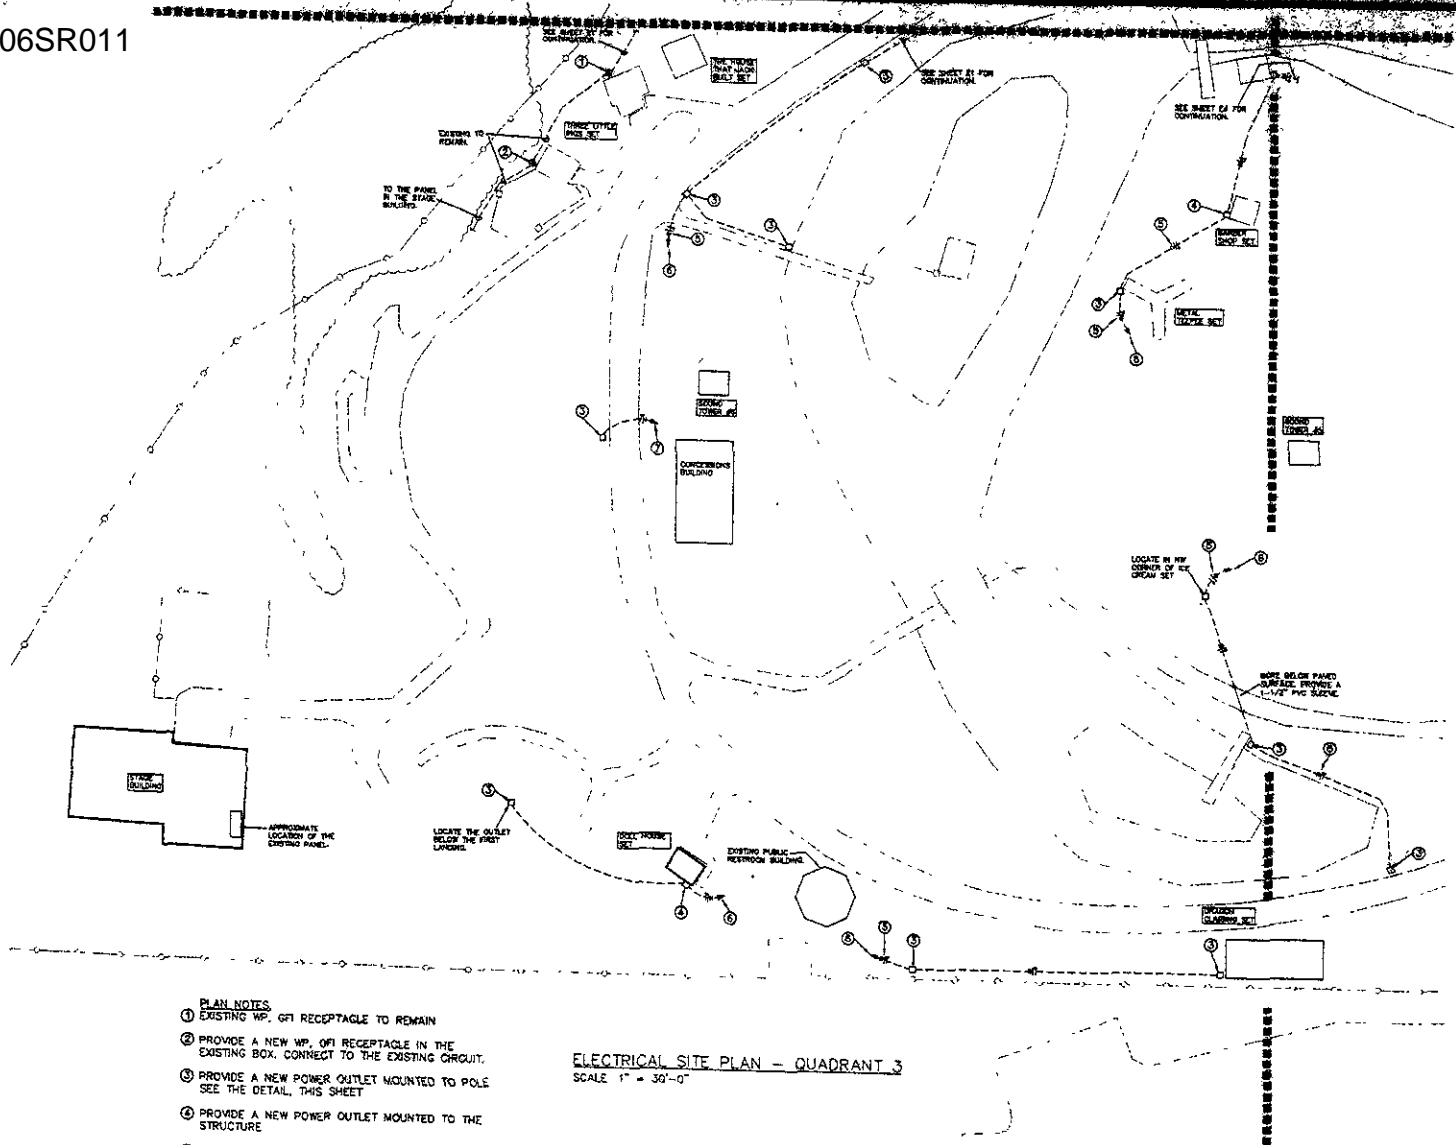 06SR011
SEE SHEET E1 FOR
CONTINUATION.
THE HOUSE
THAT JACK
BUILT SET
SEE SHEET E1 FOR
CONTINUATION.
SEE SHEET E4 FOR
CONTINUATION.
EXISTING TO
REMAIN.
THREE LITTLE
PIGS SET
TO THE PANEL
IN THE STAGE
BUILDING.
BARBER
SHOP SET
METAL
TEEPEE SET
SOUND
TOWER
SOUND
TOWER
CONCESSIONS
BUILDING
LOCATE IN NW
CORNER OF ICE
CREAM SET
BORE BELOW PAVED
SURFACE. PROVIDE A
1-1/2" PVC SLEEVE.
STAGE
BUILDING
APPROXIMATE
LOCATION OF THE
EXISTING PANEL.
LOCATE THE OUTLET
BELOW THE FIRST
LANDING.
DOLL HOUSE
SET
EXISTING PUBLIC
RESTROOM BUILDING.
SET
PLAN NOTES
1 EXISTING WP, GFI RECEPTACLE TO REMAIN
2 PROVIDE A NEW WP, GFI RECEPTACLE IN THE
EXISTING BOX. CONNECT TO THE EXISTING CIRCUIT.
3 PROVIDE A NEW POWER OUTLET MOUNTED TO POLE
SEE THE DETAIL, THIS SHEET
4 PROVIDE A NEW POWER OUTLET MOUNTED TO THE
STRUCTURE
ELECTRICAL SITE PLAN - QUADRANT 3
SCALE 1" = 30'-0"